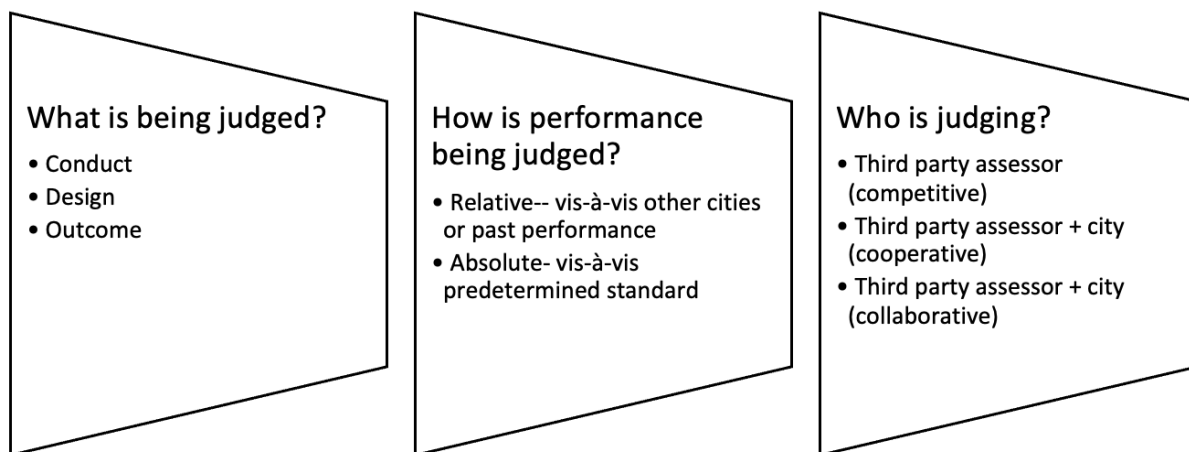 What is being judged?
• Conduct
• Design
• Outcome
How is performance
being judged?
• Relative-- vis-à-vis other cities
or past performance
• Absolute- vis-à-vis
predetermined standard
Who is judging?
• Third party assessor
(competitive)
• Third party assessor + city
(cooperative)
• Third party assessor + city
(collaborative)